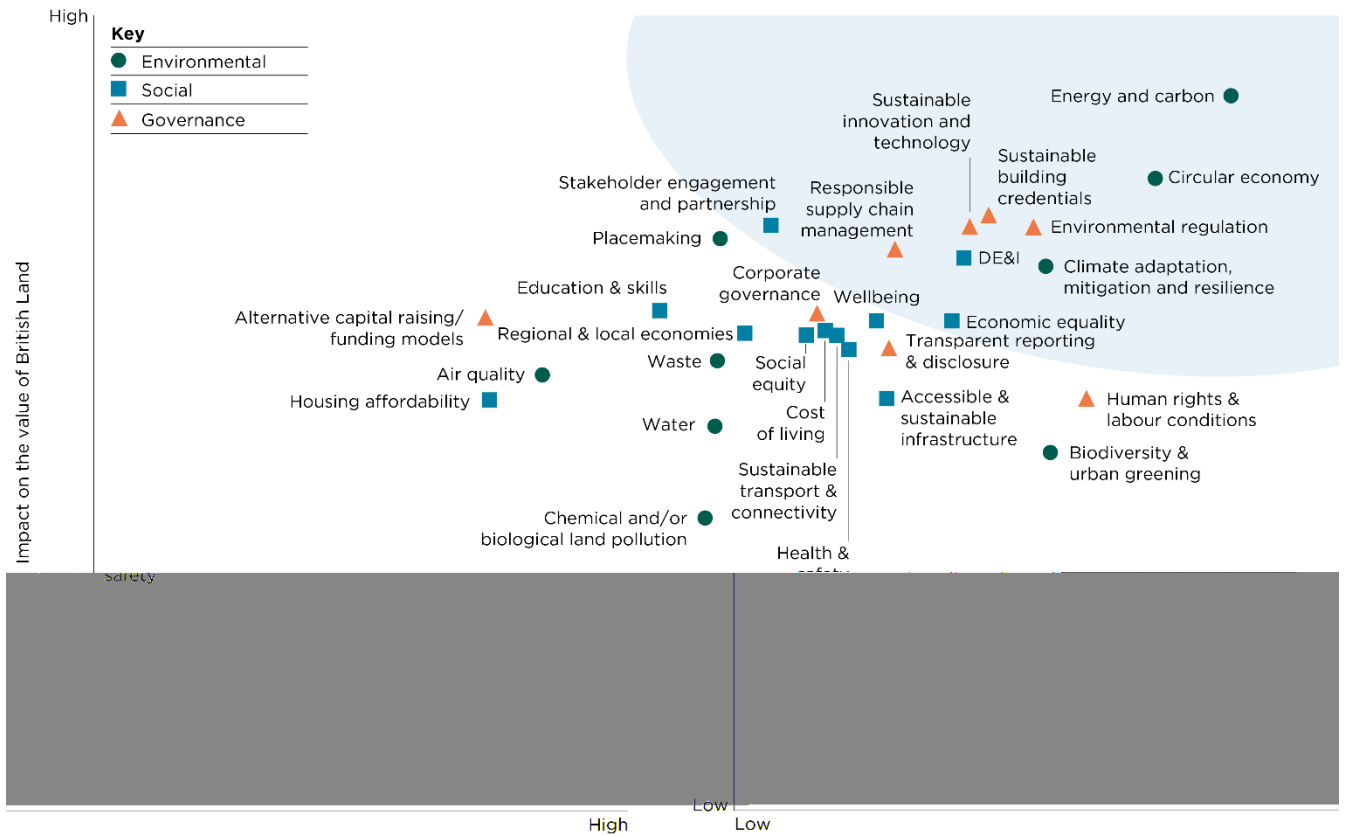 High
Key
Environmental
Social
Governance
Impact on the value of British Land
Energy and carbon
Sustainable
innovation and
technology
Sustainable
building
credentials
Circular economy
Stakeholder engagement
and partnership
Responsible
supply chain
management
Environmental regulation
Placemaking
DE&I
Climate adaptation,
mitigation and resilience
Corporate
governance
Wellbeing
Education & skills
Alternative capital raising/
funding models
Regional & local economies
Economic equality
Transparent reporting
& disclosure
Waste
Social
equity
Air quality
Housing affordability
Accessible &
sustainable
infrastructure
Human rights &
labour conditions
Cost
of living
Water
Biodiversity &
urban greening
Sustainable
transport &
connectivity
Chemical and/or
biological land pollution
Health &
safety
safety
Low
High
Low